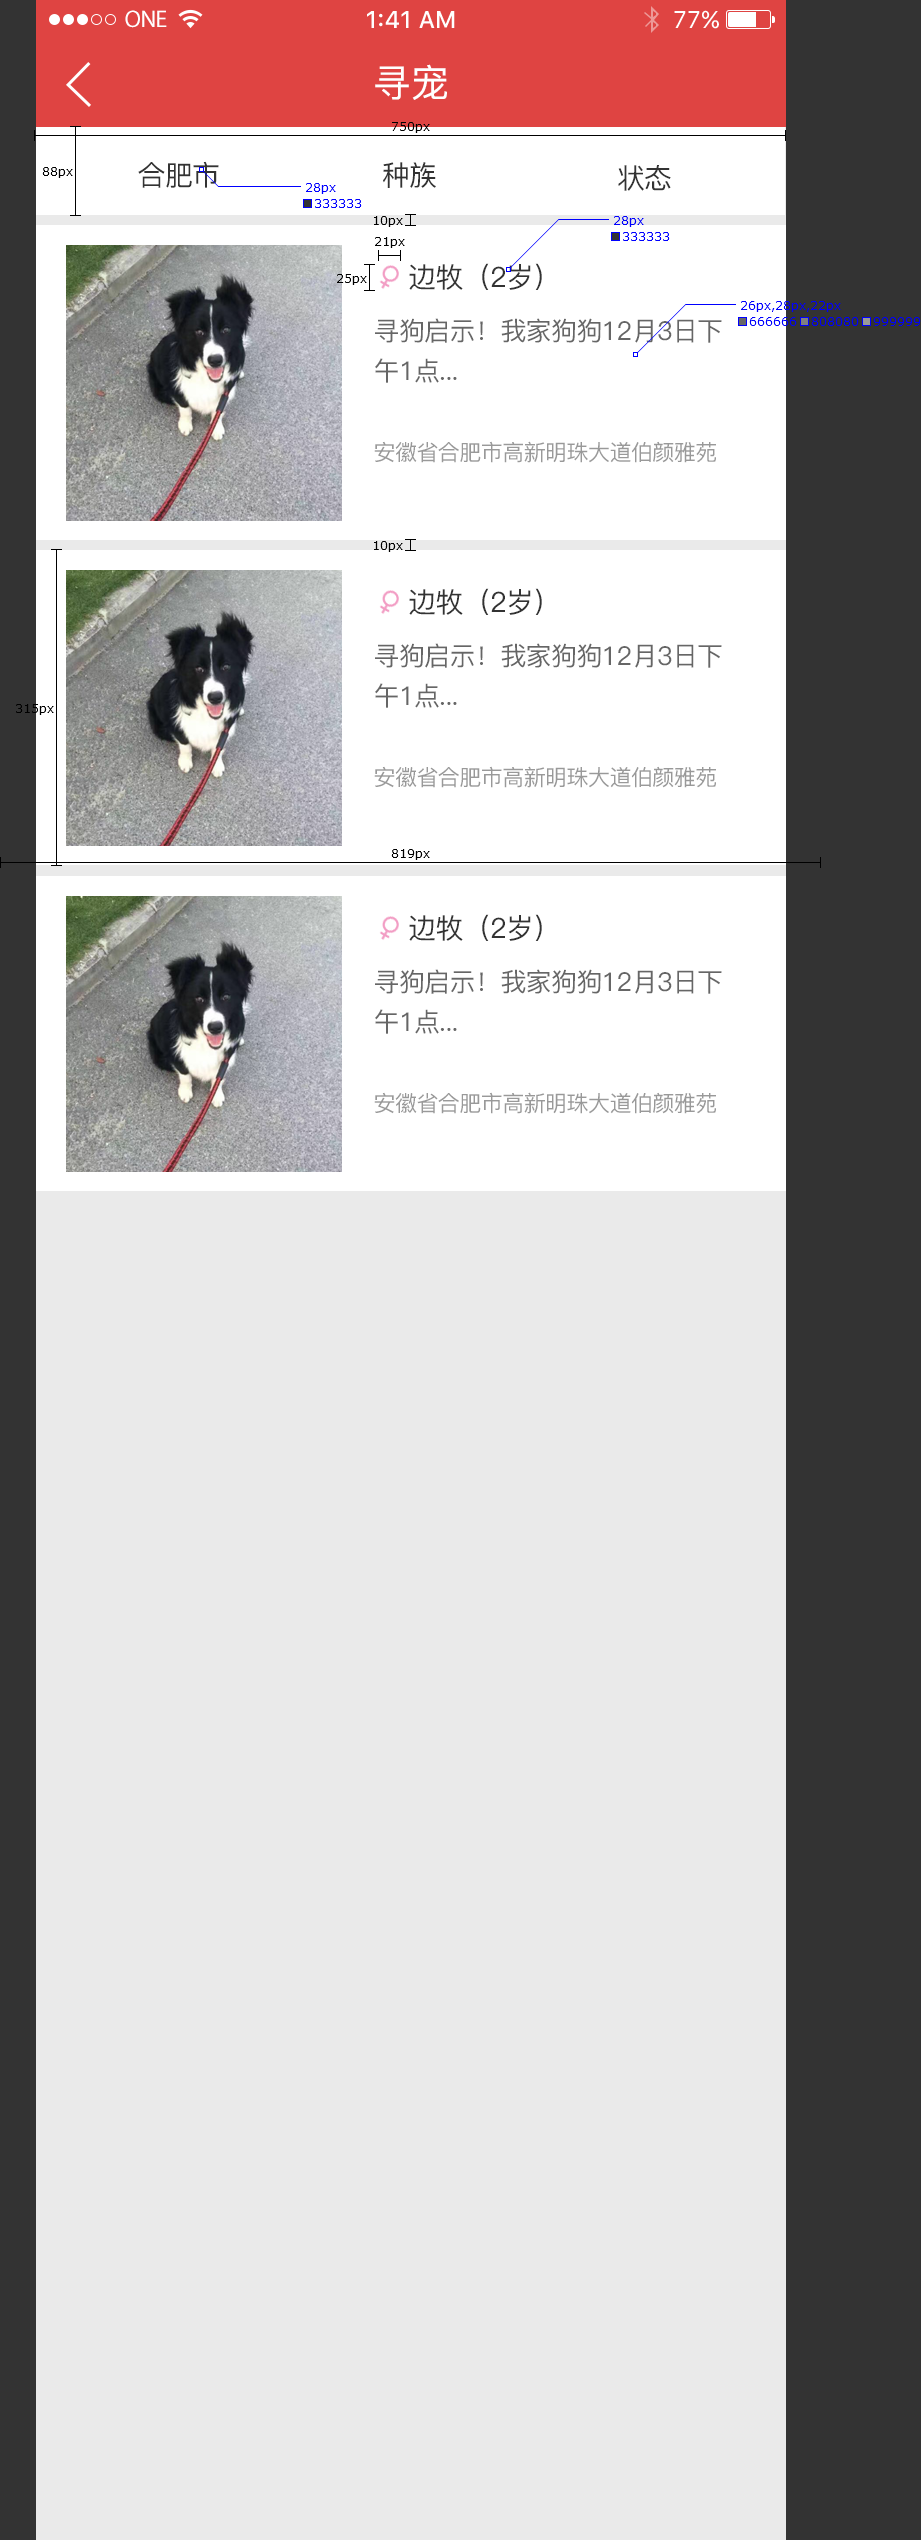 ONE 1:41 AM 77%
寻宠
750px
88px
合肥市 种族 状态
28px
333333
10px
28px
333333
21px
25px
边牧（2岁）
26px,28px,22px
666666 808080 999999
寻狗启示！我家狗狗12月3日下
午1点...
安徽省合肥市高新明珠大道伯颜雅苑
10px
边牧（2岁）
寻狗启示！我家狗狗12月3日下
午1点...
315px
安徽省合肥市高新明珠大道伯颜雅苑
819px
边牧（2岁）
寻狗启示！我家狗狗12月3日下
午1点...
安徽省合肥市高新明珠大道伯颜雅苑